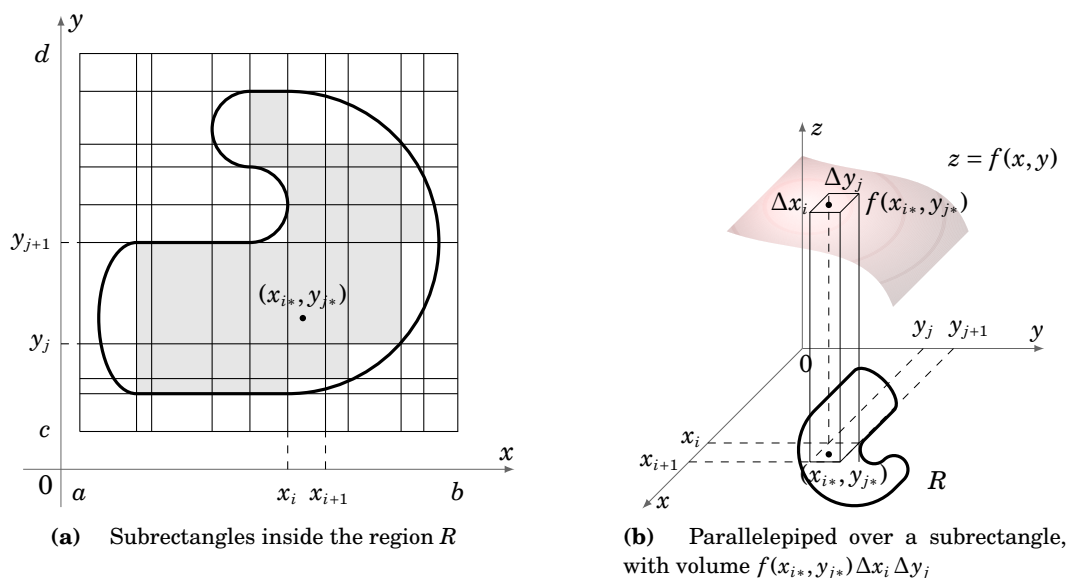 y
d
y_{j+1}
(x_{i*}, y_{j*})
y_j
c
x
0 a x_i x_{i+1} b
(a) Subrectangles inside the region R
z
z = f(x, y)
Δy_j
Δx_i f(x_{i*}, y_{j*})
y_j y_{j+1} y
0
x_i
x_{i+1}
(x_{i*}, y_{j*}) R
x
(b) Parallelepiped over a subrectangle,
with volume f(x_{i*}, y_{j*}) Δx_i Δy_j